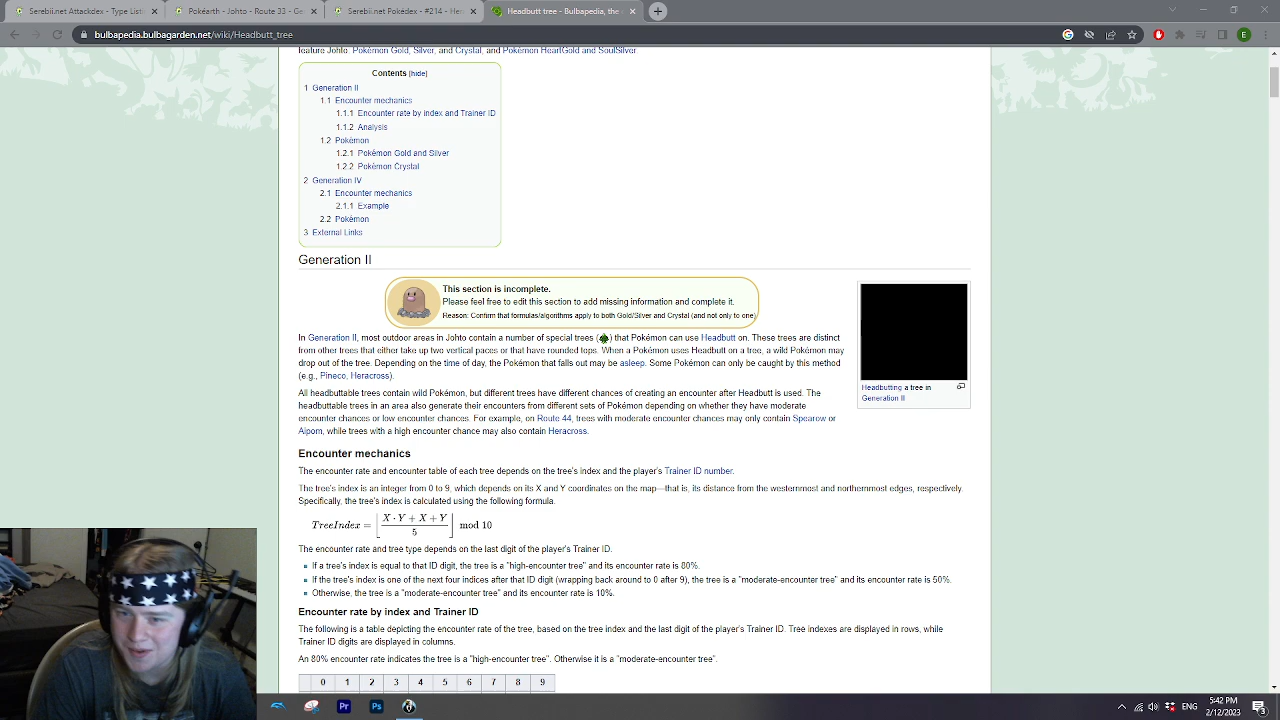 Serebii.net Attackdex - Type List
Pokéarth - Johto - Route 33 - Ge
Serebii.net Pokédex - #214 - He
Headbutt tree - Bulbapedia, the
bulbapedia.bulbagarden.net/wiki/Headbutt_tree
E
feature Johto: Pokémon Gold, Silver, and Crystal, and Pokémon HeartGold and SoulSilver.
Contents [hide]
1 Generation II
1.1 Encounter mechanics
1.1.1 Encounter rate by index and Trainer ID
1.1.2 Analysis
1.2 Pokémon
1.2.1 Pokémon Gold and Silver
1.2.2 Pokémon Crystal
2 Generation IV
2.1 Encounter mechanics
2.1.1 Example
2.2 Pokémon
3 External Links
Generation II
This section is incomplete.
Please feel free to edit this section to add missing information and complete it.
Reason: Confirm that formulas/algorithms apply to both Gold/Silver and Crystal (and not only to one)
In Generation II, most outdoor areas in Johto contain a number of special trees ( ) that Pokémon can use Headbutt on. These trees are distinct
from other trees that either take up two vertical paces or that have rounded tops. When a Pokémon uses Headbutt on a tree, a wild Pokémon may
drop out of the tree. Depending on the time of day, the Pokémon that falls out may be asleep. Some Pokémon can only be caught by this method
(e.g., Pineco, Heracross).
Headbutting a tree in
Generation II
All headbuttable trees contain wild Pokémon, but different trees have different chances of creating an encounter after Headbutt is used. The
headbuttable trees in an area also generate their encounters from different sets of Pokémon depending on whether they have moderate
encounter chances or low encounter chances. For example, on Route 44, trees with moderate encounter chances may only contain Spearow or
Aipom, while trees with a high encounter chance may also contain Heracross.
Encounter mechanics
The encounter rate and encounter table of each tree depends on the tree's index and the player's Trainer ID number.
The tree's index is an integer from 0 to 9, which depends on its X and Y coordinates on the map—that is, its distance from the westernmost and northernmost edges, respectively.
Specifically, the tree's index is calculated using the following formula.
TreeIndex = ⌊(X · Y + X + Y) / 5⌋ mod 10
The encounter rate and tree type depends on the last digit of the player's Trainer ID.
If a tree's index is equal to that ID digit, the tree is a "high-encounter tree" and its encounter rate is 80%.
If the tree's index is one of the next four indices after that ID digit (wrapping back around to 0 after 9), the tree is a "moderate-encounter tree" and its encounter rate is 50%.
Otherwise, the tree is a "moderate-encounter tree" and its encounter rate is 10%.
Encounter rate by index and Trainer ID
The following is a table depicting the encounter rate of the tree, based on the tree index and the last digit of the player's Trainer ID. Tree indexes are displayed in rows, while
Trainer ID digits are displayed in columns.
An 80% encounter rate indicates the tree is a "high-encounter tree". Otherwise it is a "moderate-encounter tree".
0 1 2 3 4 5 6 7 8 9
Pr
Ps
ENG
5:42 PM
2/12/2023